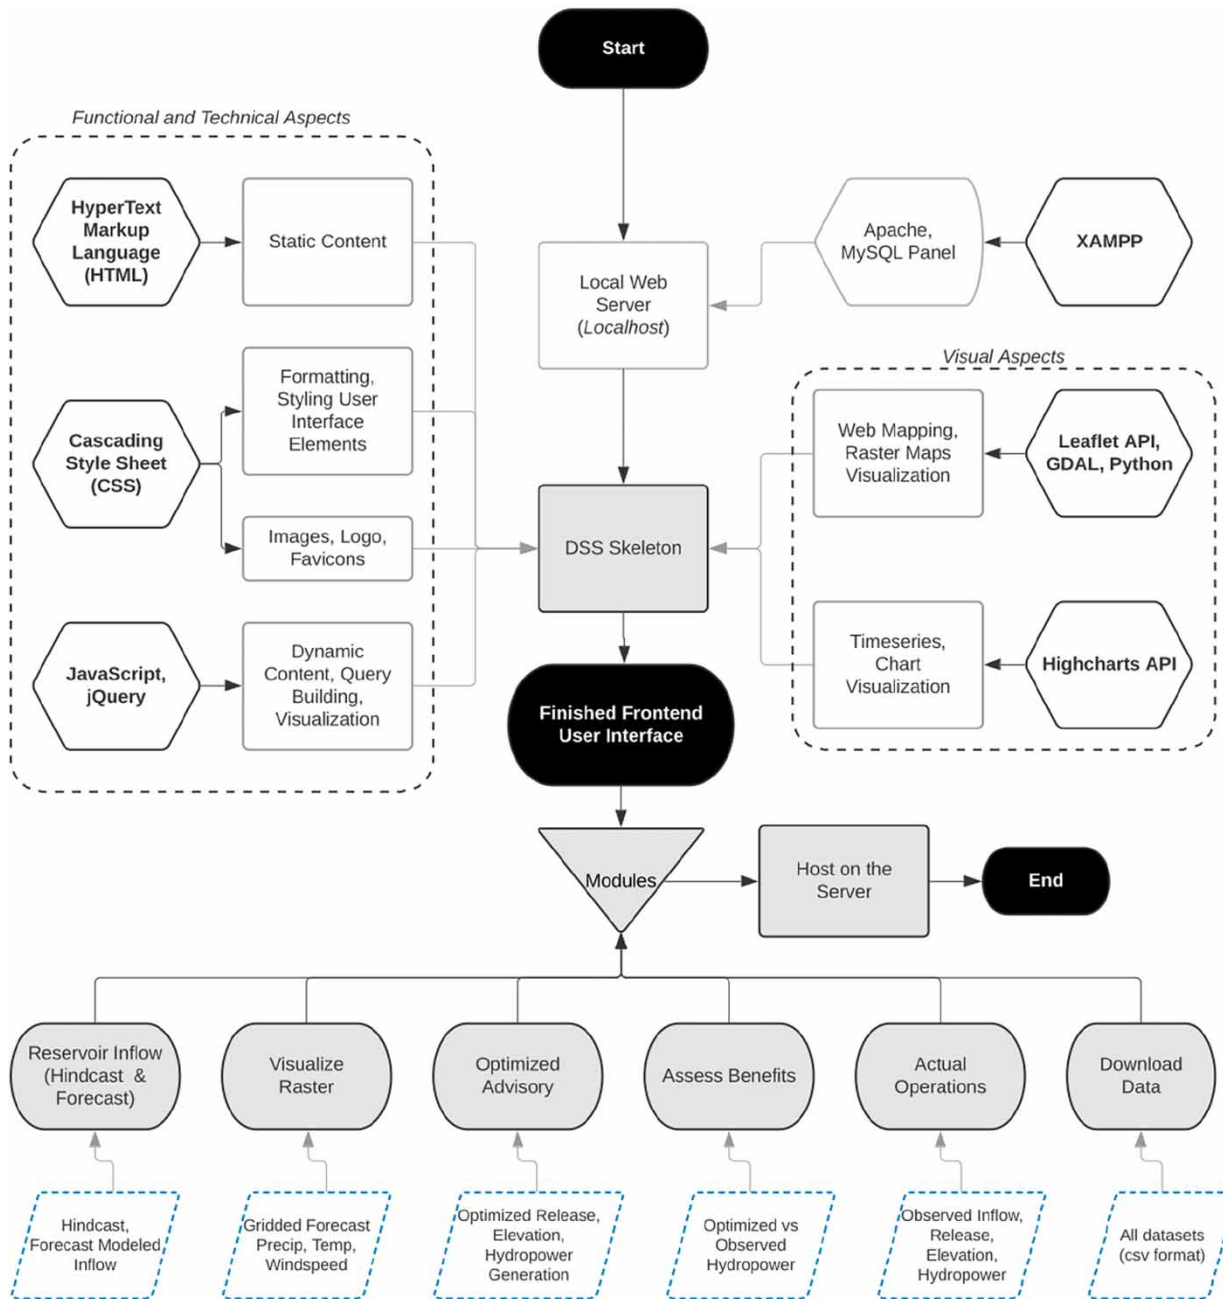 Start
Functional and Technical Aspects
HyperText
Markup
Language
(HTML)
Static Content
Local Web
Server
(Localhost)
Apache,
MySQL Panel
XAMPP
Visual Aspects
Formatting,
Styling User
Interface
Elements
Cascading
Style Sheet
(CSS)
Images, Logo,
Favicons
Web Mapping,
Raster Maps
Visualization
Leaflet API,
GDAL, Python
DSS Skeleton
JavaScript,
jQuery
Dynamic
Content, Query
Building,
Visualization
Timeseries,
Chart
Visualization
Highcharts API
Finished Frontend
User Interface
Modules
Host on the
Server
End
Reservoir Inflow
(Hindcast &
Forecast)
Visualize
Raster
Optimized
Advisory
Assess Benefits
Actual
Operations
Download
Data
Hindcast,
Forecast Modeled
Inflow
Gridded Forecast
Precip, Temp,
Windspeed
Optimized Release,
Elevation,
Hydropower
Generation
Optimized vs
Observed
Hydropower
Observed Inflow,
Release,
Elevation,
Hydropower
All datasets
(csv format)